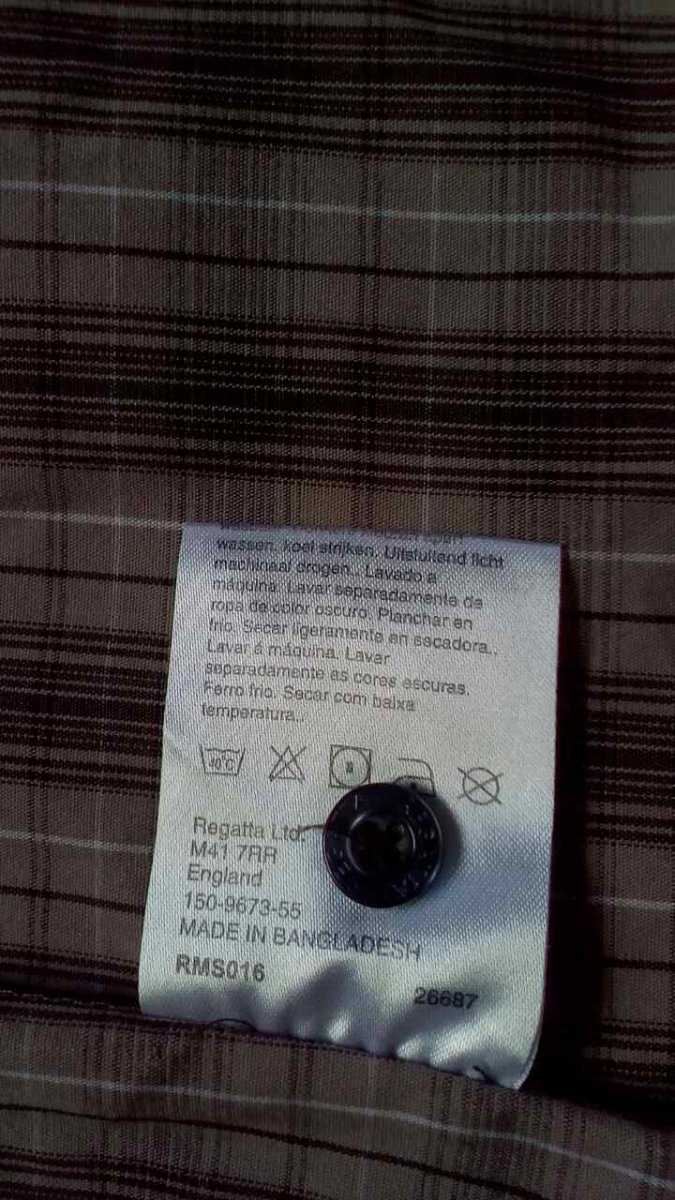 wassen, koel strijken. Uitsluitend licht
machinaal drogen.. Lavado a
máquina. Lavar separadamente de
ropa de color oscuro. Planchar en
frio. Secar ligeramente en secadora..
Lavar á máquina. Lavar
separadamente as cores escuras.
Ferro frio. Secar com baixa
temperatura..
40°C
Regatta Ltd.
M41 7RR
England
150-9673-55
MADE IN BANGLADESH
RMS016
26687